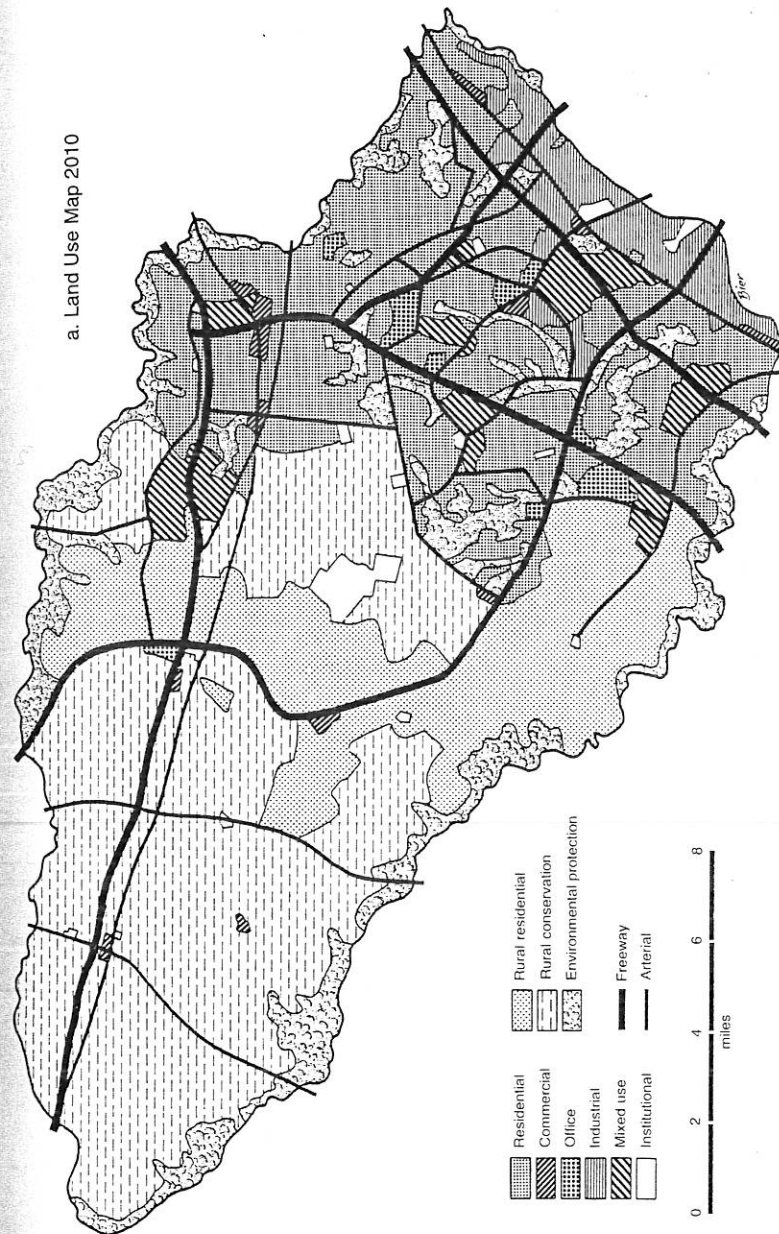 a. Land Use Map 2010
Bier
Residential
Commercial
Office
Industrial
Mixed use
Institutional
Rural residential
Rural conservation
Environmental protection
Freeway
Arterial
0 2 4 6 8
miles